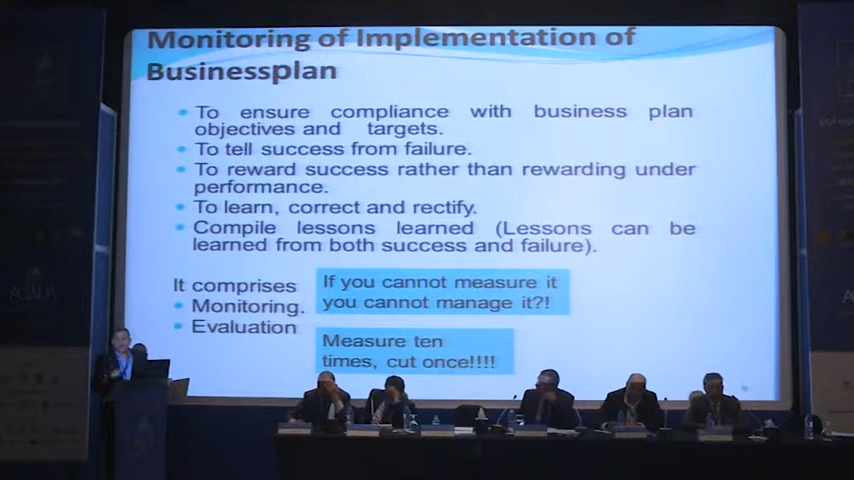 Monitoring of Implementation of
Businessplan
To ensure compliance with business plan
objectives and targets.
To tell success from failure.
To reward success rather than rewarding under
performance.
To learn, correct and rectify.
Compile lessons learned (Lessons can be
learned from both success and failure).
It comprises
Monitoring.
Evaluation
If you cannot measure it
you cannot manage it?!
Measure ten
times, cut once!!!!